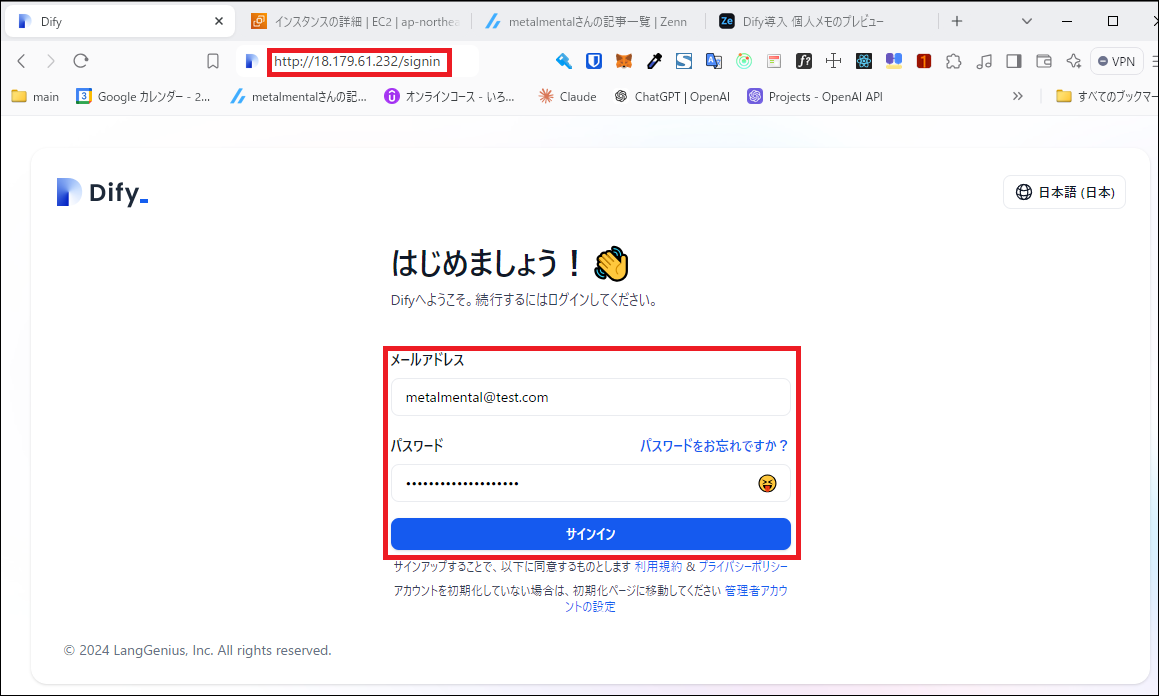 Dify
インスタンスの詳細 | EC2 | ap-northea
metalmentalさんの記事一覧 | Zenn
Ze
Dify導入 個人メモのプレビュー
http://18.179.61.232/signin
VPN
main
Google カレンダー - 2...
metalmentalさんの記...
オンラインコース - いろ...
Claude
ChatGPT | OpenAI
Projects - OpenAI API
すべてのブックマー
Dify_
日本語 (日本)
はじめましょう！👋
Difyへようこそ。続行するにはログインしてください。
メールアドレス
metalmental@test.com
パスワード
パスワードをお忘れですか？
••••••••••••••••••••
サインイン
サインアップすることで、以下に同意するものとします 利用規約 & プライバシーポリシー
アカウントを初期化していない場合は、初期化ページに移動してください 管理者アカウ
ントの設定
© 2024 LangGenius, Inc. All rights reserved.